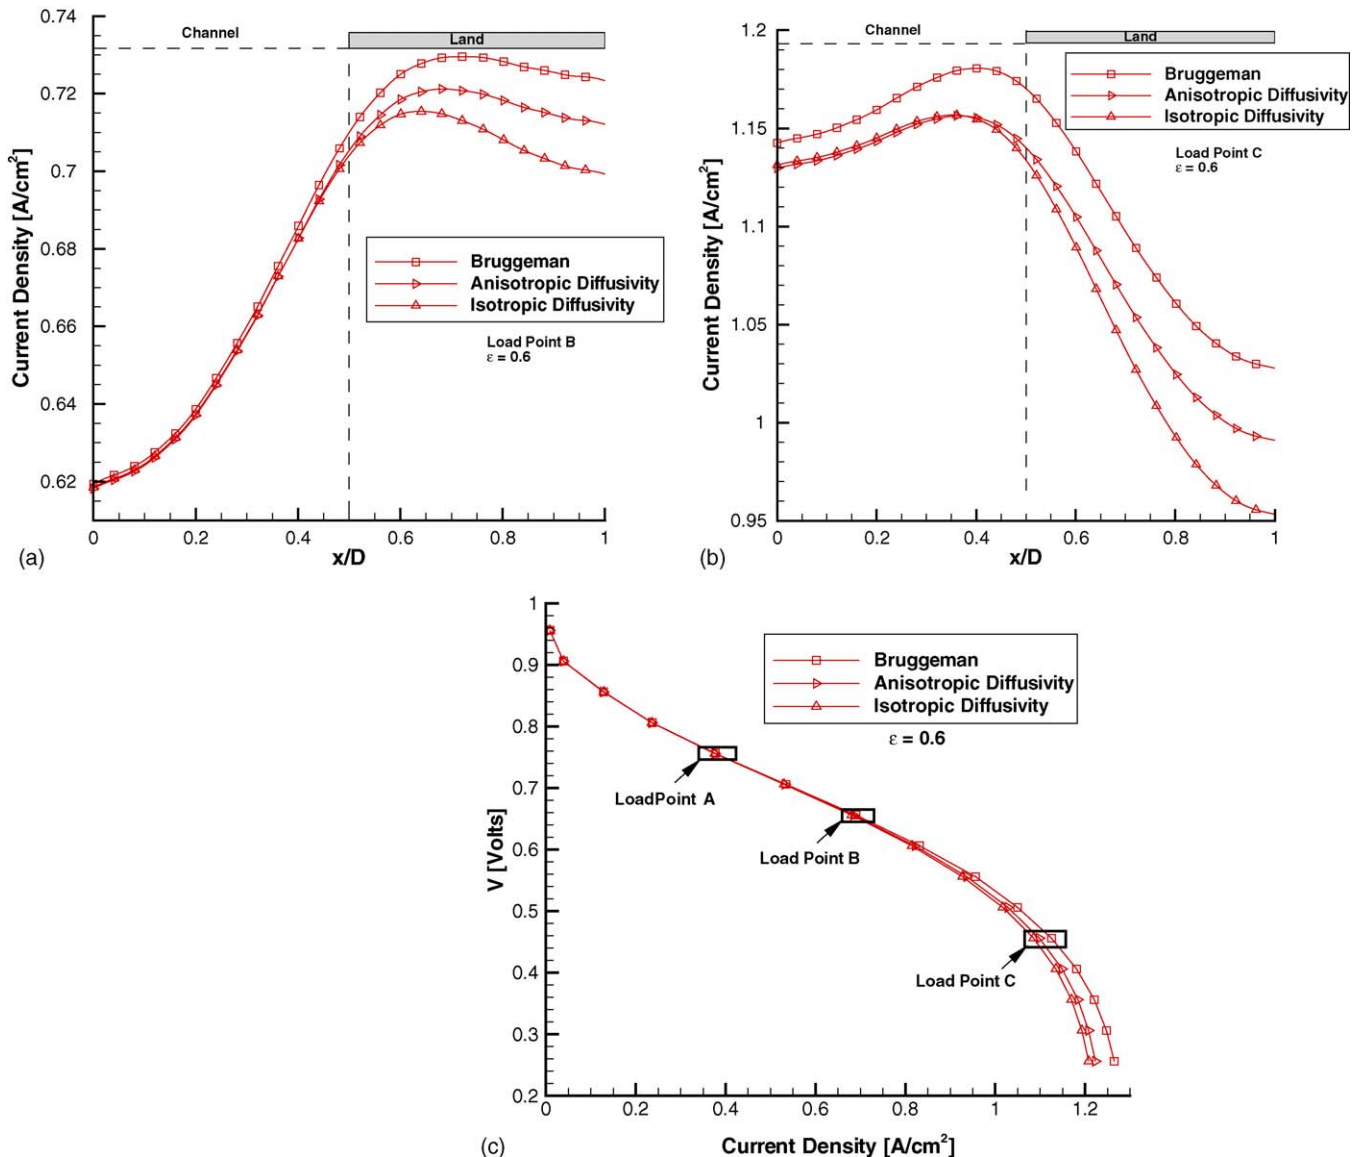 0.74
0.72
0.7
0.68
0.66
0.64
0.62
Current Density [A/cm²]
Channel
Land
Bruggeman
Anisotropic Diffusivity
Isotropic Diffusivity
Load Point B
ε = 0.6
0 0.2 0.4 0.6 0.8 1
(a) x/D
1.2
1.15
1.1
1.05
1
0.95
Current Density [A/cm²]
Channel
Land
Bruggeman
Anisotropic Diffusivity
Isotropic Diffusivity
Load Point C
ε = 0.6
0 0.2 0.4 0.6 0.8 1
(b) x/D
1
0.9
0.8
0.7
0.6
0.5
0.4
0.3
0.2
V [Volts]
Bruggeman
Anisotropic Diffusivity
Isotropic Diffusivity
ε = 0.6
LoadPoint A
Load Point B
Load Point C
0 0.2 0.4 0.6 0.8 1 1.2
(c) Current Density [A/cm²]